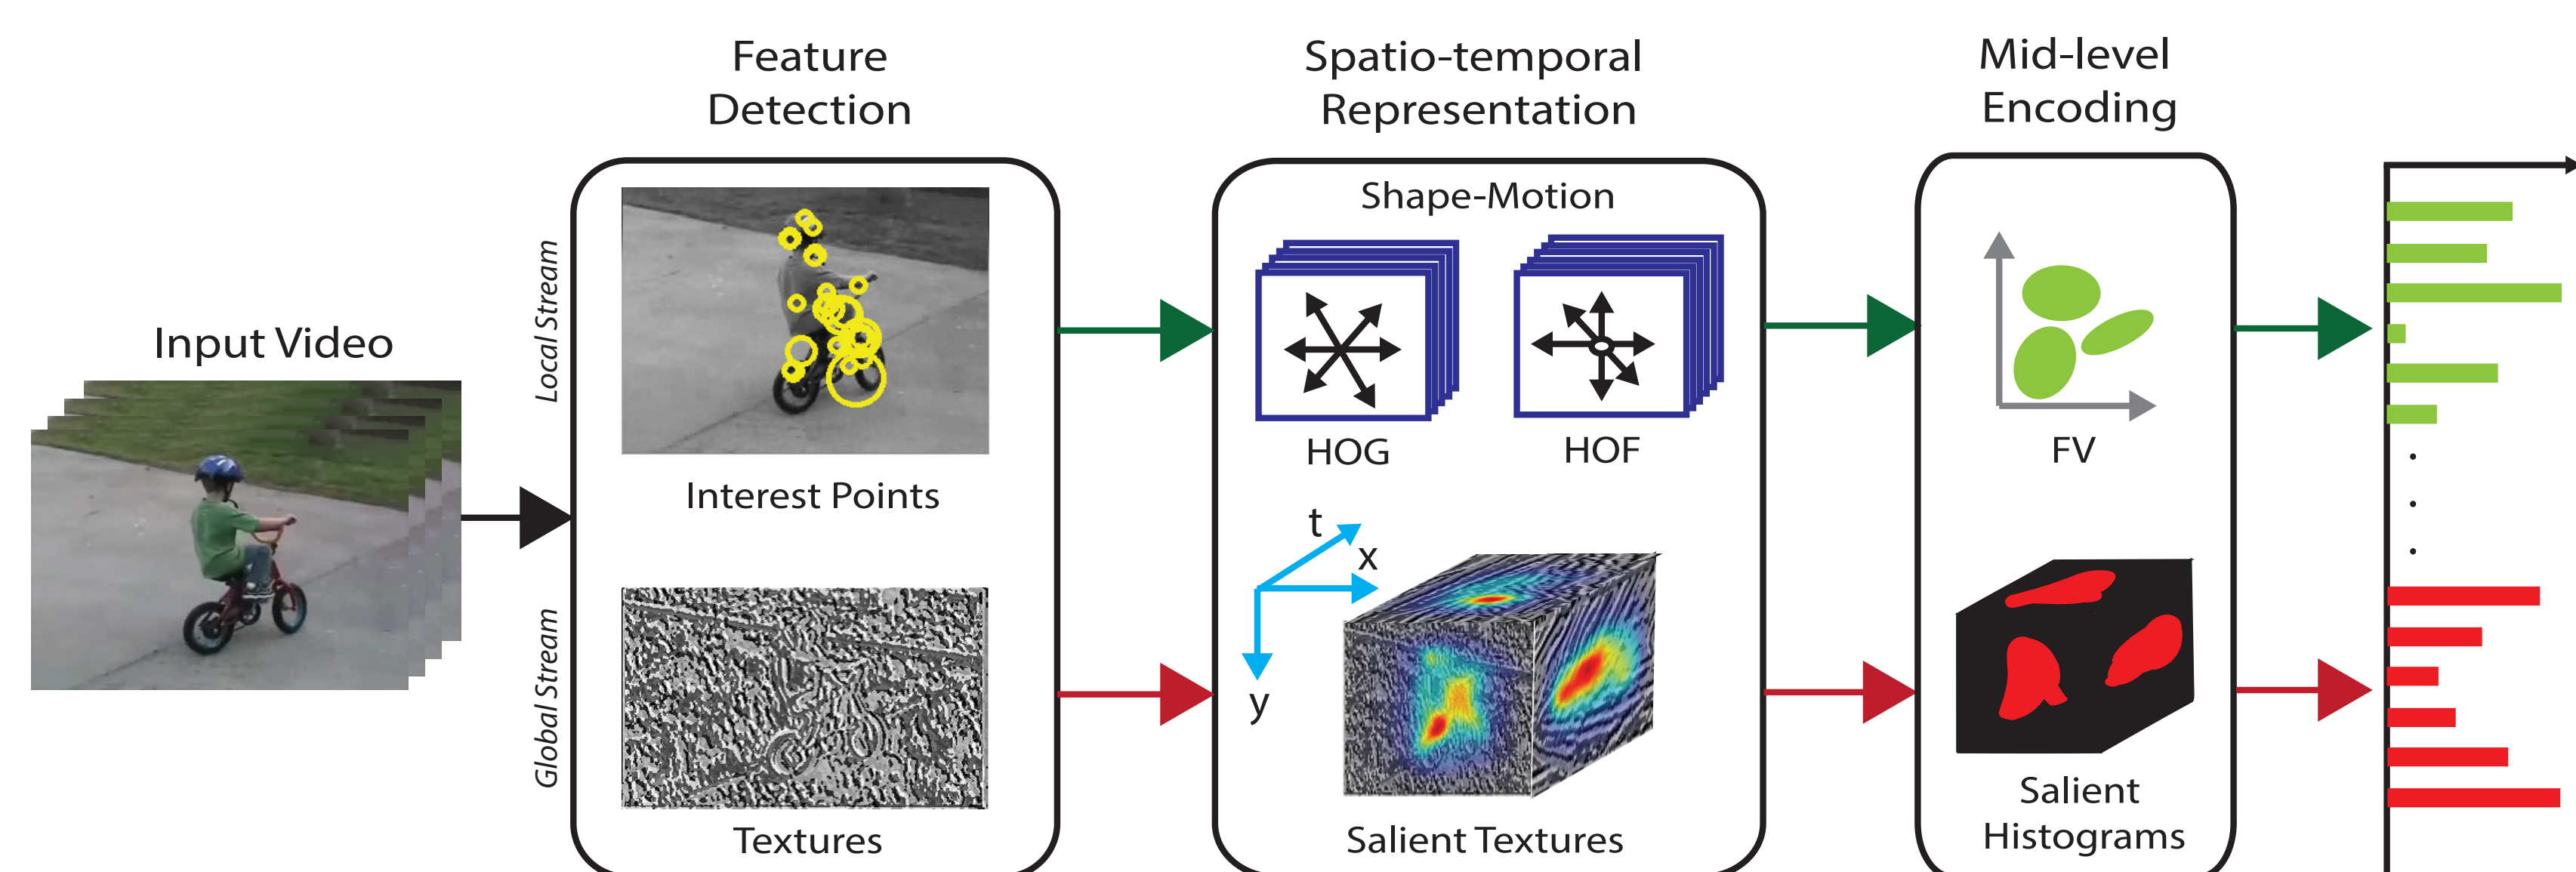 Feature
Detection
Spatio-temporal
Representation
Mid-level
Encoding
Input Video
Local Stream
Global Stream
Interest Points
Textures
Shape-Motion
HOG
HOF
t
x
y
Salient Textures
FV
Salient
Histograms